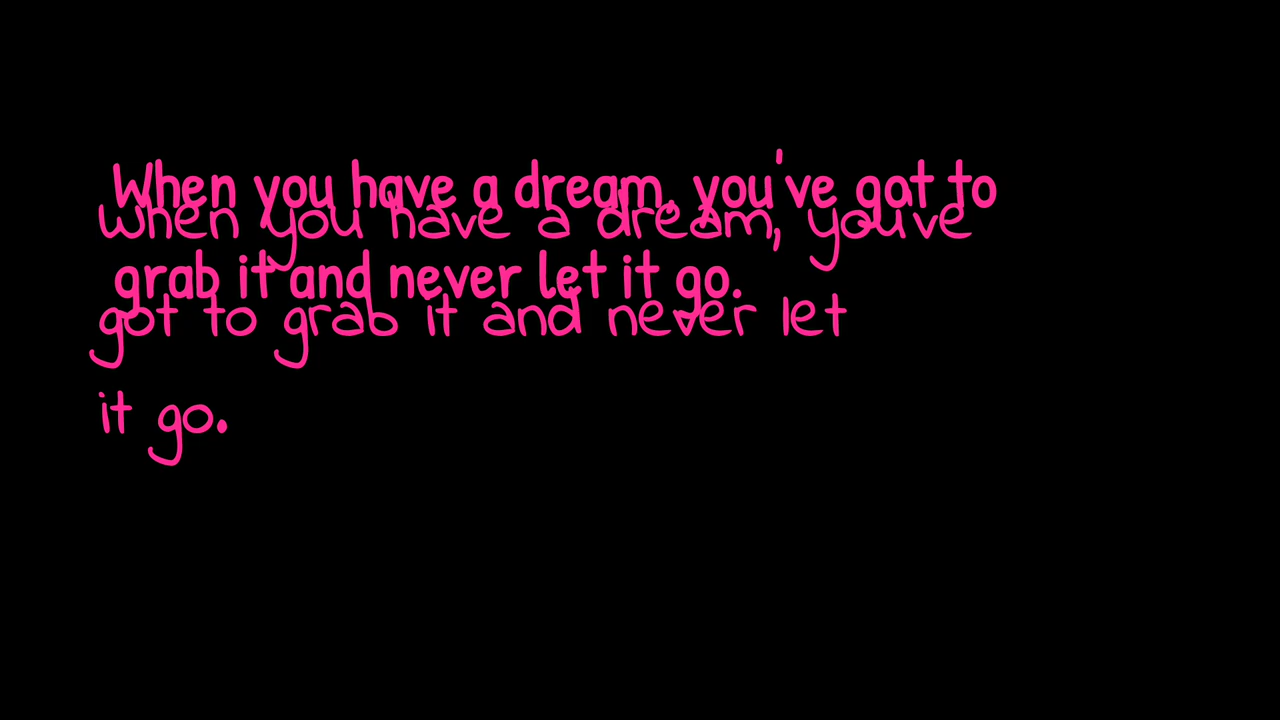 When you have a dream, you've got to
grab it and never let it go.
when you have a dream, you've
got to grab it and never let
it go.